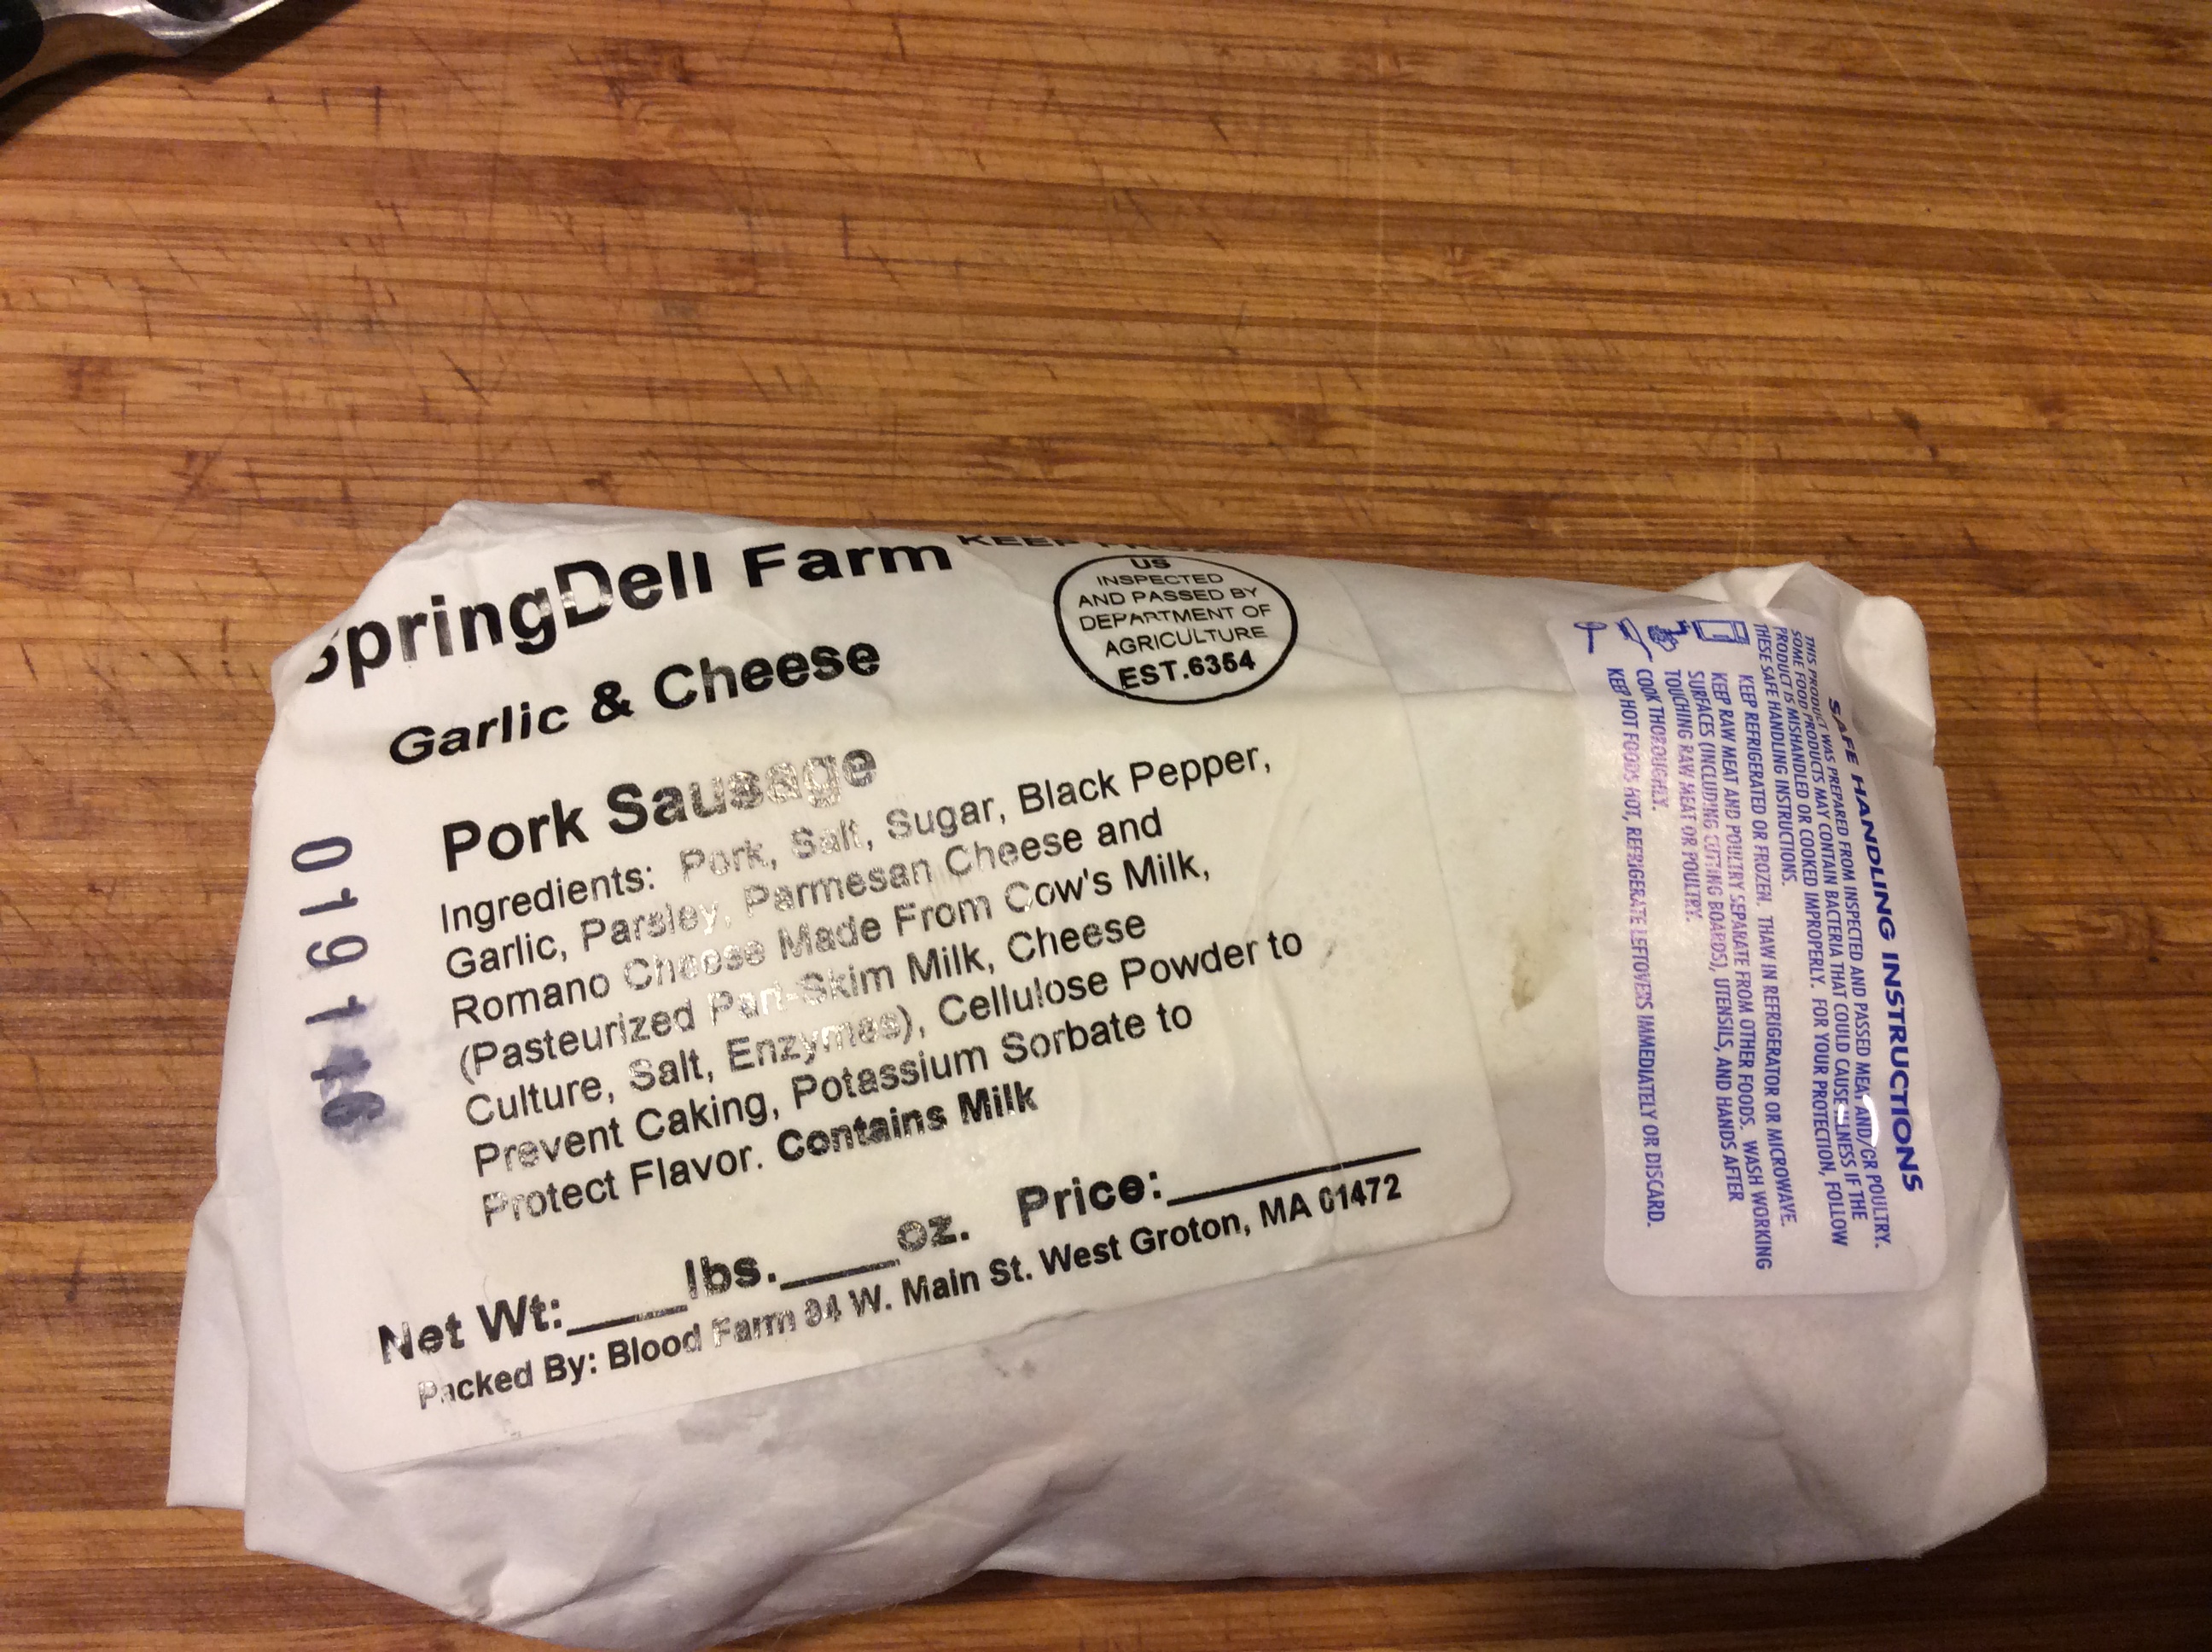 SpringDell Farm
KEEP
Garlic & Cheese
Pork Sausage
US
INSPECTED
AND PASSED BY
DEPARTMENT OF
AGRICULTURE
EST.6354
Ingredients: Pork, Salt, Sugar, Black Pepper,
Garlic, Parsley, Parmesan Cheese and
Romano Cheese Made From Cow's Milk,
(Pasteurized Part-Skim Milk, Cheese
Culture, Salt, Enzymes), Cellulose Powder to
Prevent Caking, Potassium Sorbate to
Protect Flavor. Contains Milk
Net Wt:____lbs.____oz. Price:________
Packed By: Blood Farm 94 W. Main St. West Groton, MA 01472
SAFE HANDLING INSTRUCTIONS
THIS PRODUCT WAS PREPARED FROM INSPECTED AND PASSED MEAT AND/OR POULTRY.
SOME FOOD PRODUCTS MAY CONTAIN BACTERIA THAT COULD CAUSE ILLNESS IF THE
PRODUCT IS MISHANDLED OR COOKED IMPROPERLY. FOR YOUR PROTECTION, FOLLOW
THESE SAFE HANDLING INSTRUCTIONS.
KEEP REFRIGERATED OR FROZEN. THAW IN REFRIGERATOR OR MICROWAVE.
KEEP RAW MEAT AND POULTRY SEPARATE FROM OTHER FOODS. WASH WORKING
SURFACES (INCLUDING CUTTING BOARDS), UTENSILS, AND HANDS AFTER
TOUCHING RAW MEAT OR POULTRY.
COOK THOROUGHLY.
KEEP HOT FOODS HOT, REFRIGERATE LEFTOVERS IMMEDIATELY OR DISCARD.